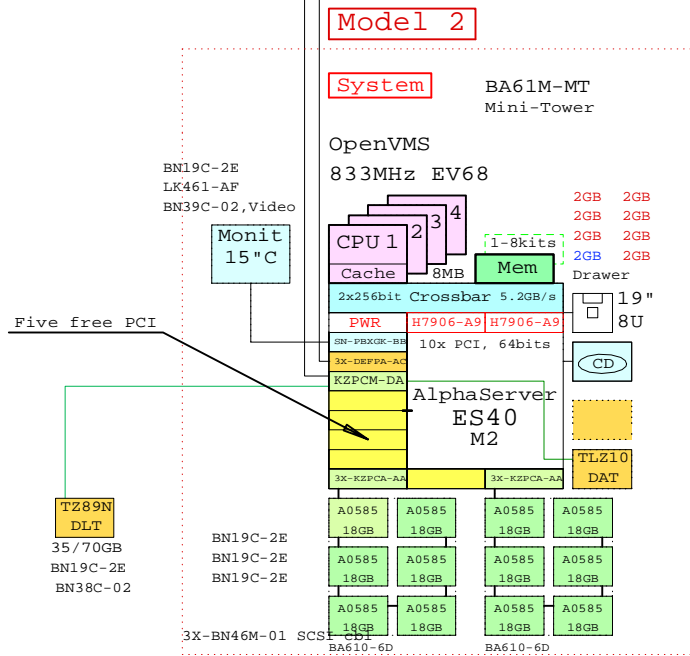 Model 2
System
BA61M-MT
Mini-Tower
OpenVMS
833MHz EV68
BN19C-2E
LK461-AF
BN39C-02,Video
2GB 2GB
2GB 2GB
2GB 2GB
2GB 2GB
Monit
15"C
CPU 1
2
3
4
Cache
8MB
1-8kits
Mem
Drawer
2x256bit Crossbar 5.2GB/s
19"
8U
Five free PCI
PWR
H7906-A9
H7906-A9
SN-PBXGK-BB
10x PCI, 64bits
3X-DEFPA-AC
CD
KZPCM-DA
AlphaServer
ES40
M2
TLZ10
DAT
3X-KZPCA-AA
3X-KZPCA-AA
TZ89N
DLT
35/70GB
BN19C-2E
BN38C-02
BN19C-2E
BN19C-2E
BN19C-2E
A0585
18GB
A0585
18GB
A0585
18GB
A0585
18GB
A0585
18GB
A0585
18GB
A0585
18GB
A0585
18GB
A0585
18GB
A0585
18GB
A0585
18GB
A0585
18GB
3X-BN46M-01 SCSI cbl
BA610-6D
BA610-6D